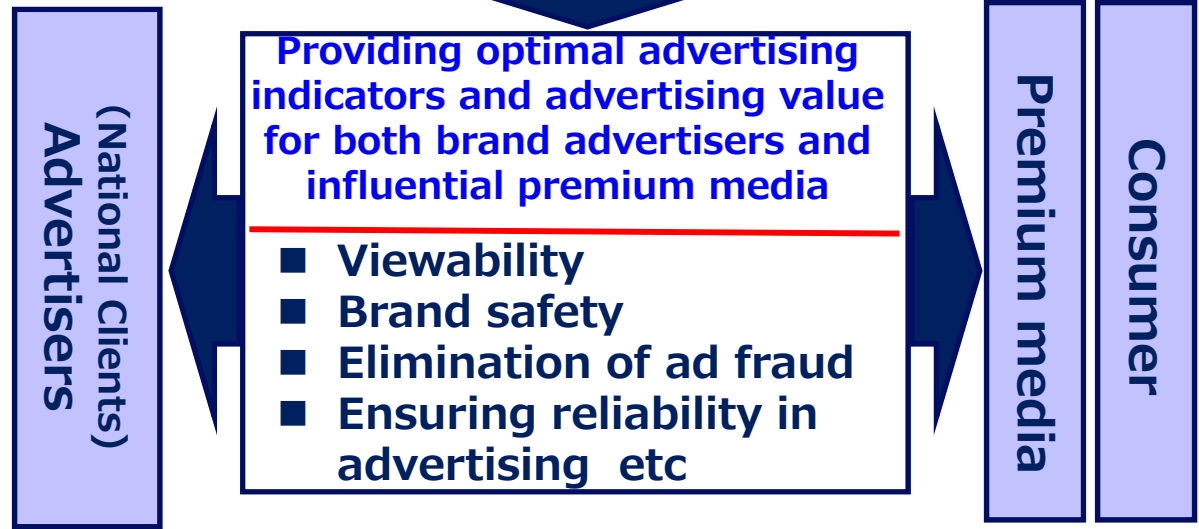 (National Clients)
Advertisers
Providing optimal advertising
indicators and advertising value
for both brand advertisers and
influential premium media
■ Viewability
■ Brand safety
■ Elimination of ad fraud
■ Ensuring reliability in
advertising etc
Premium media
Consumer